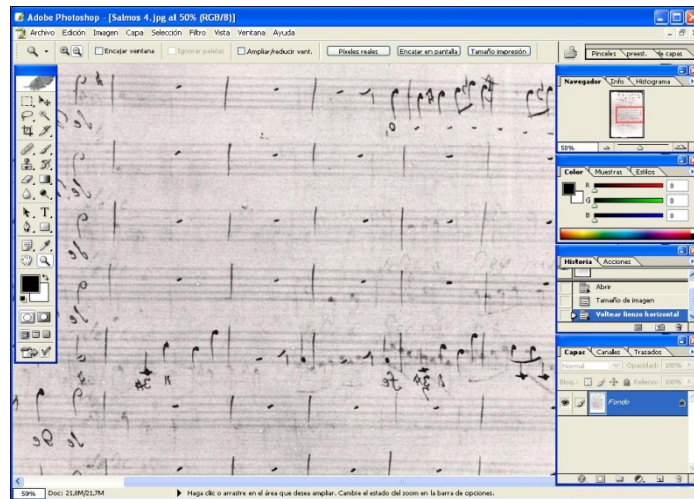 Adobe Photoshop - [Salmos 4.jpg al 50% (RGB/8)]
Archivo Edición Imagen Capa Selección Filtro Vista Ventana Ayuda
Encajar ventana Ignorar paletas Ampliar/reducir vent. Píxeles reales Encajar en pantalla Tamaño impresión Pinceles preest. de capas
Navegador Info Histograma
50%
Color Muestras Estilos
R 0
G 0
B 0
Historia Acciones
Abrir
Tamaño de imagen
Voltear lienzo horizontal
Capas Canales Trazados
Normal Opacidad: 100%
Bloq.: Relleno: 100%
Fondo
50% Doc: 21,8M/21,7M Haga clic o arrastre en el área que desea ampliar. Cambie el estado del zoom en la barra de opciones.